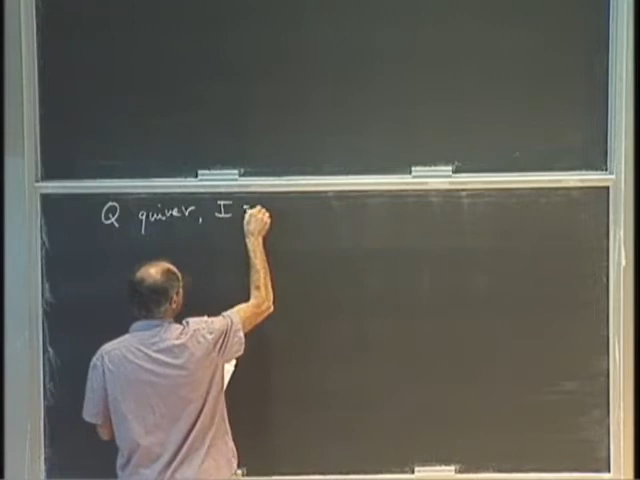 Q quiver, I =